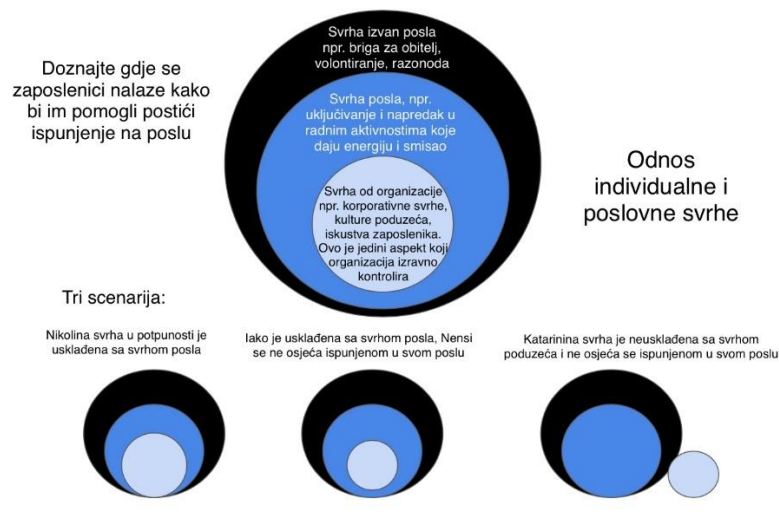 Doznajte gdje se
zaposlenici nalaze kako
bi im pomogli postići
ispunjenje na poslu
Svrha izvan posla
npr. briga za obitelj,
volontiranje, razonoda
Svrha posla, npr.
uključivanje i napredak u
radnim aktivnostima koje
daju energiju i smisao
Svrha od organizacije
npr. korporativne svrhe,
kulture poduzeća,
iskustva zaposlenika.
Ovo je jedini aspekt koji
organizacija izravno
kontrolira
Odnos
individualne i
poslovne svrhe
Tri scenarija:
Nikolina svrha u potpunosti je
usklađena sa svrhom posla
Iako je usklađena sa svrhom posla, Nensi
se ne osjeća ispunjenom u svom poslu
Katarinina svrha je neusklađena sa svrhom
poduzeća i ne osjeća se ispunjenom u svom poslu